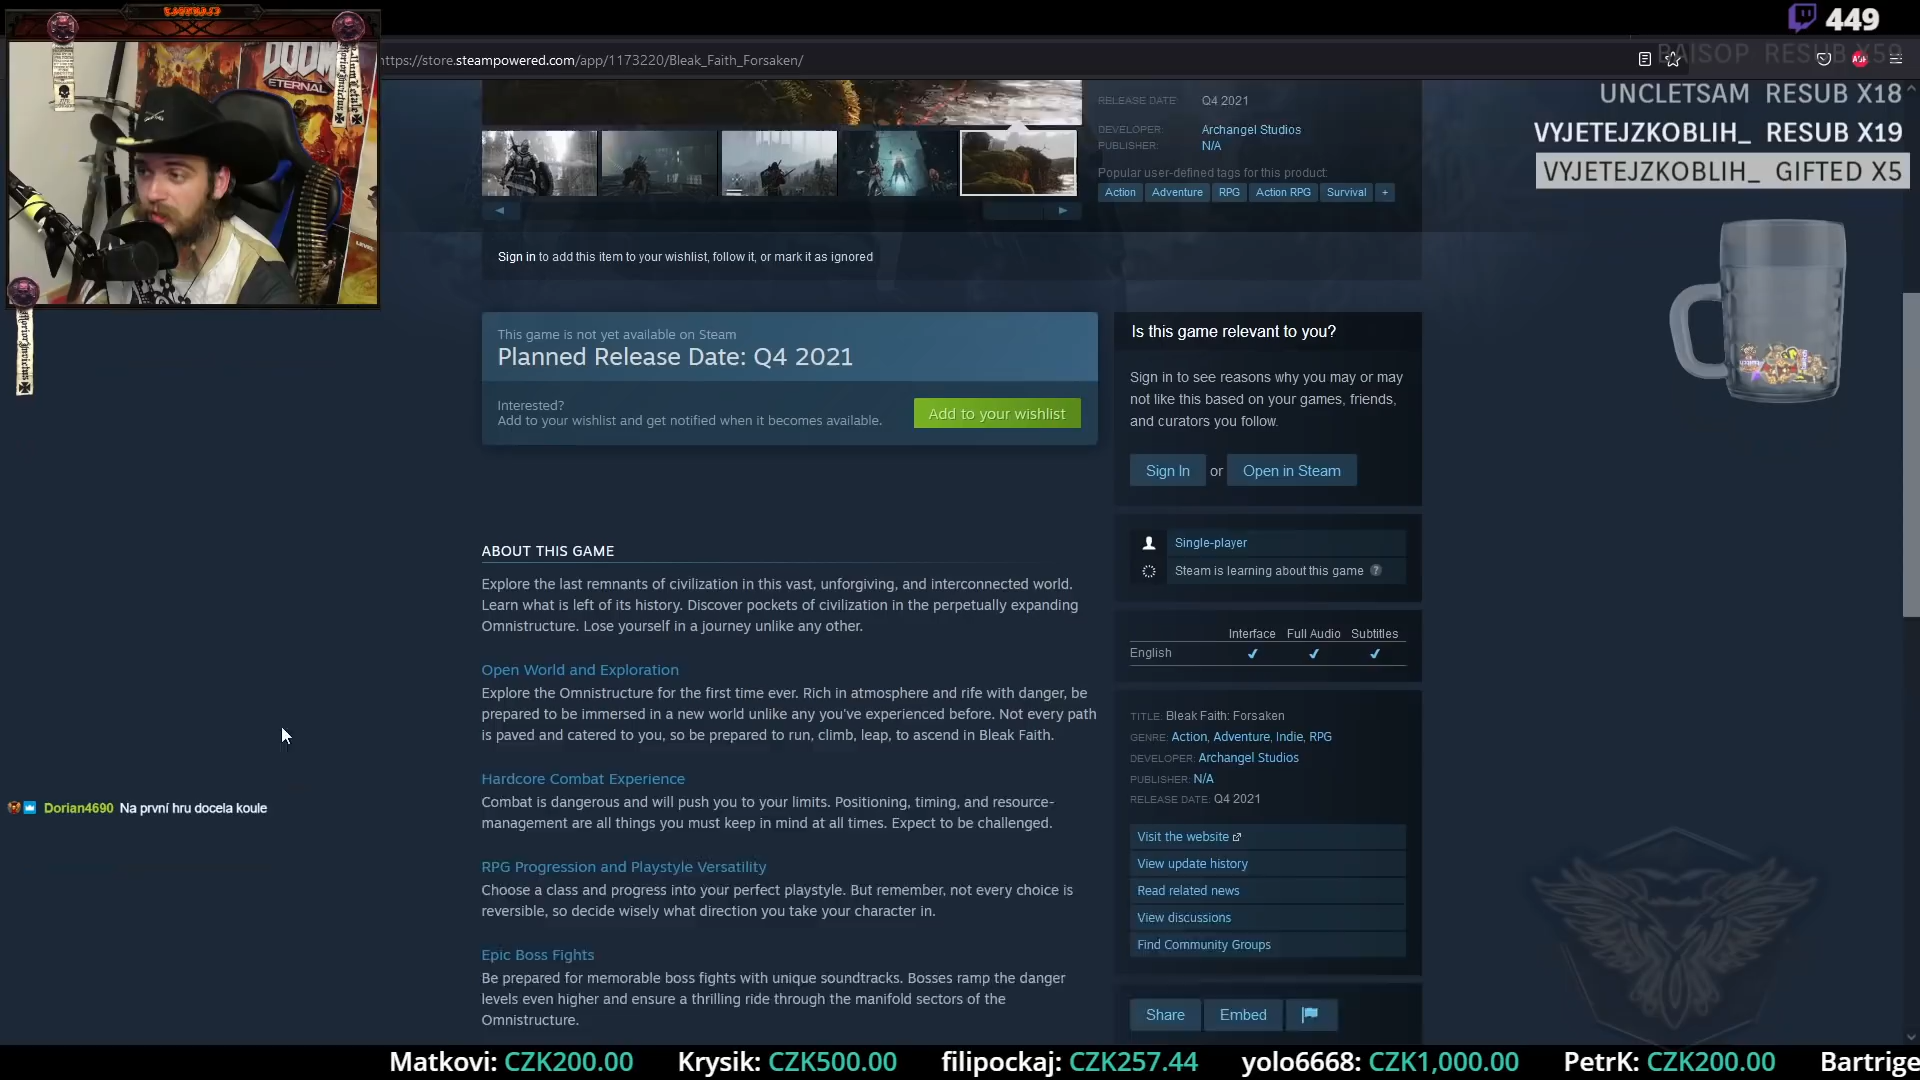 449
https://store.steampowered.com/app/1173220/Bleak_Faith_Forsaken/
BAISOP RESUB X5
UNCLETSAM RESUB X18
VYJETEJZKOBLIH_ RESUB X19
VYJETEJZKOBLIH_ GIFTED X5
DOOM
ETERNAL
RELEASE DATE: Q4 2021
DEVELOPER: Archangel Studios
PUBLISHER: N/A
Popular user-defined tags for this product:
Action Adventure RPG Action RPG Survival +
Sign in to add this item to your wishlist, follow it, or mark it as ignored
This game is not yet available on Steam
Planned Release Date: Q4 2021
Interested?
Add to your wishlist and get notified when it becomes available.
Add to your wishlist
Is this game relevant to you?
Sign in to see reasons why you may or may
not like this based on your games, friends,
and curators you follow.
Sign In or Open in Steam
ABOUT THIS GAME
Explore the last remnants of civilization in this vast, unforgiving, and interconnected world.
Learn what is left of its history. Discover pockets of civilization in the perpetually expanding
Omnistructure. Lose yourself in a journey unlike any other.
Open World and Exploration
Explore the Omnistructure for the first time ever. Rich in atmosphere and rife with danger, be
prepared to be immersed in a new world unlike any you've experienced before. Not every path
is paved and catered to you, so be prepared to run, climb, leap, to ascend in Bleak Faith.
Hardcore Combat Experience
Combat is dangerous and will push you to your limits. Positioning, timing, and resource-
management are all things you must keep in mind at all times. Expect to be challenged.
RPG Progression and Playstyle Versatility
Choose a class and progress into your perfect playstyle. But remember, not every choice is
reversible, so decide wisely what direction you take your character in.
Epic Boss Fights
Be prepared for memorable boss fights with unique soundtracks. Bosses ramp the danger
levels even higher and ensure a thrilling ride through the manifold sectors of the
Omnistructure.
Single-player
Steam is learning about this game ?
Interface Full Audio Subtitles
English ✔ ✔ ✔
TITLE: Bleak Faith: Forsaken
GENRE: Action, Adventure, Indie, RPG
DEVELOPER: Archangel Studios
PUBLISHER: N/A
RELEASE DATE: Q4 2021
Visit the website
View update history
Read related news
View discussions
Find Community Groups
Share Embed
Dorian4690 Na první hru docela koule
Matkovi: CZK200.00 Krysik: CZK500.00 filipockaj: CZK257.44 yolo6668: CZK1,000.00 PetrK: CZK200.00 Bartrige